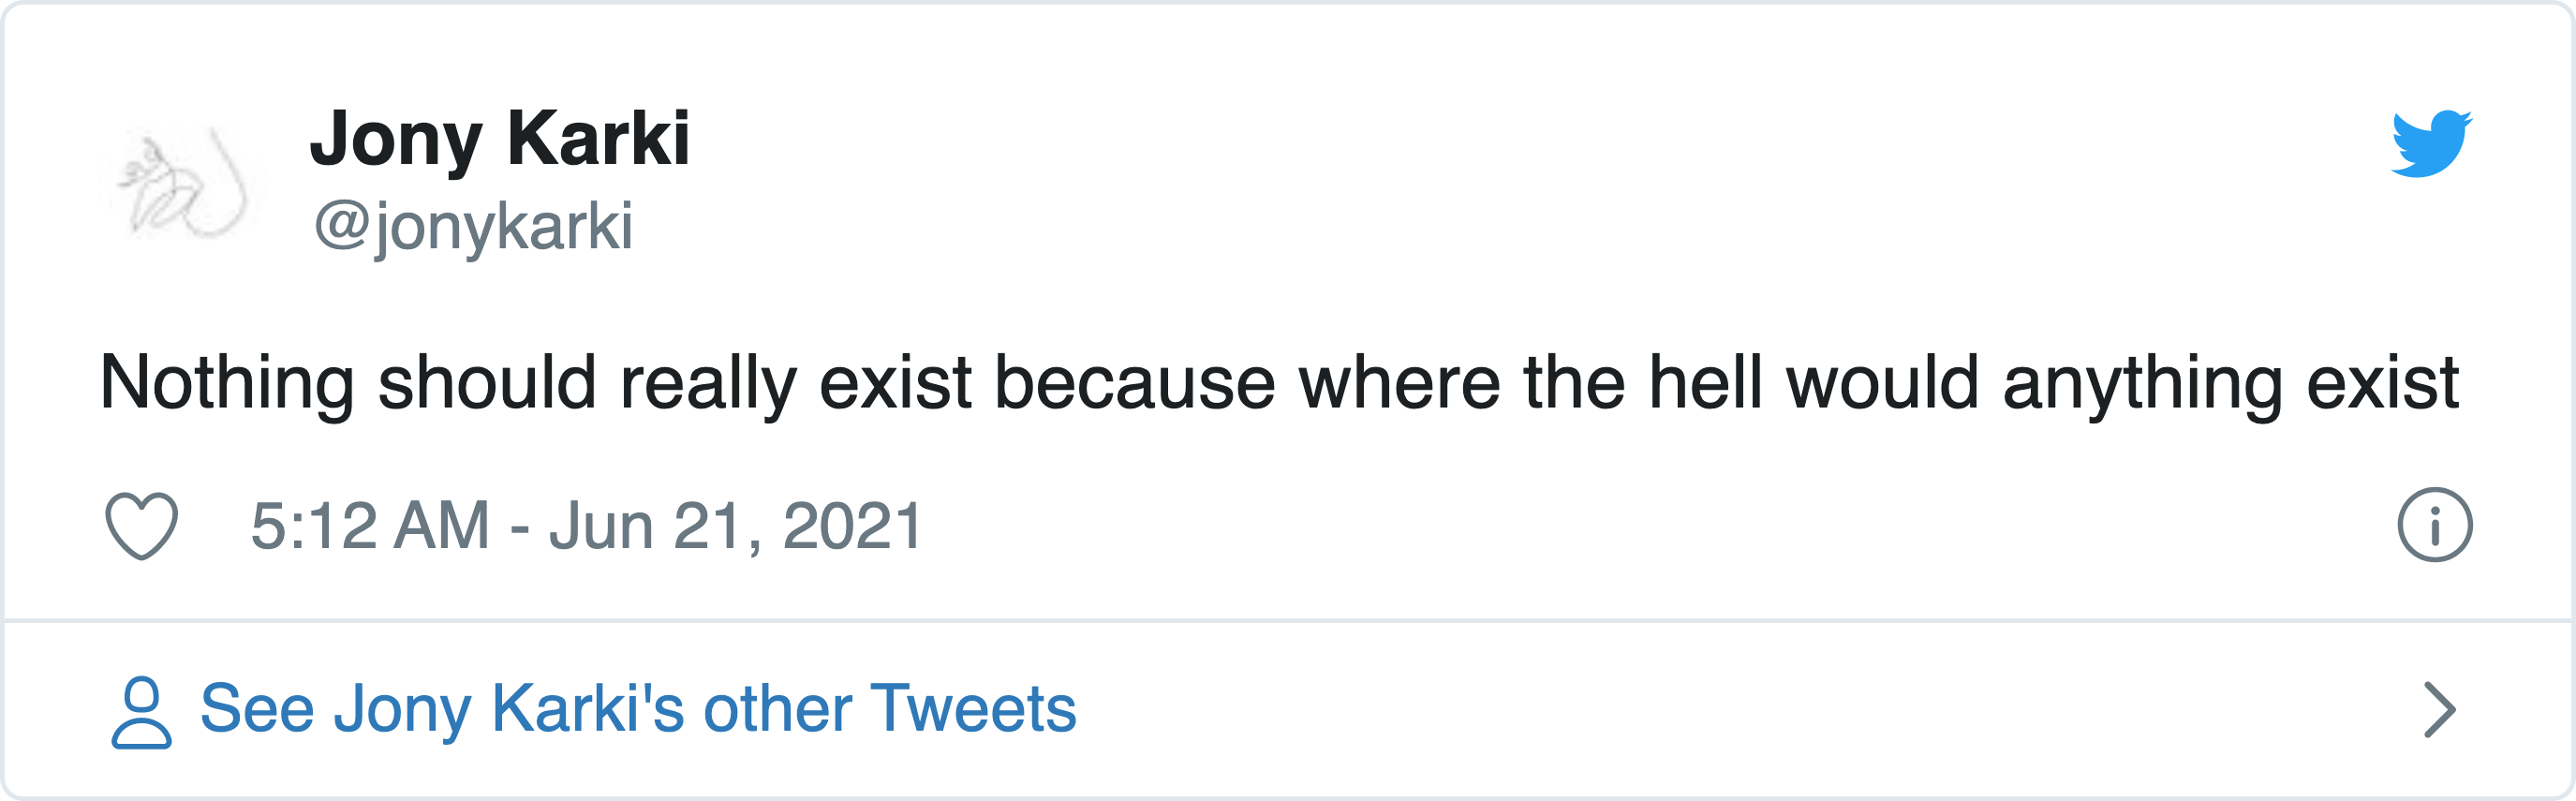 Jony Karki
@jonykarki
Nothing should really exist because where the hell would anything exist
5:12 AM - Jun 21, 2021
See Jony Karki's other Tweets